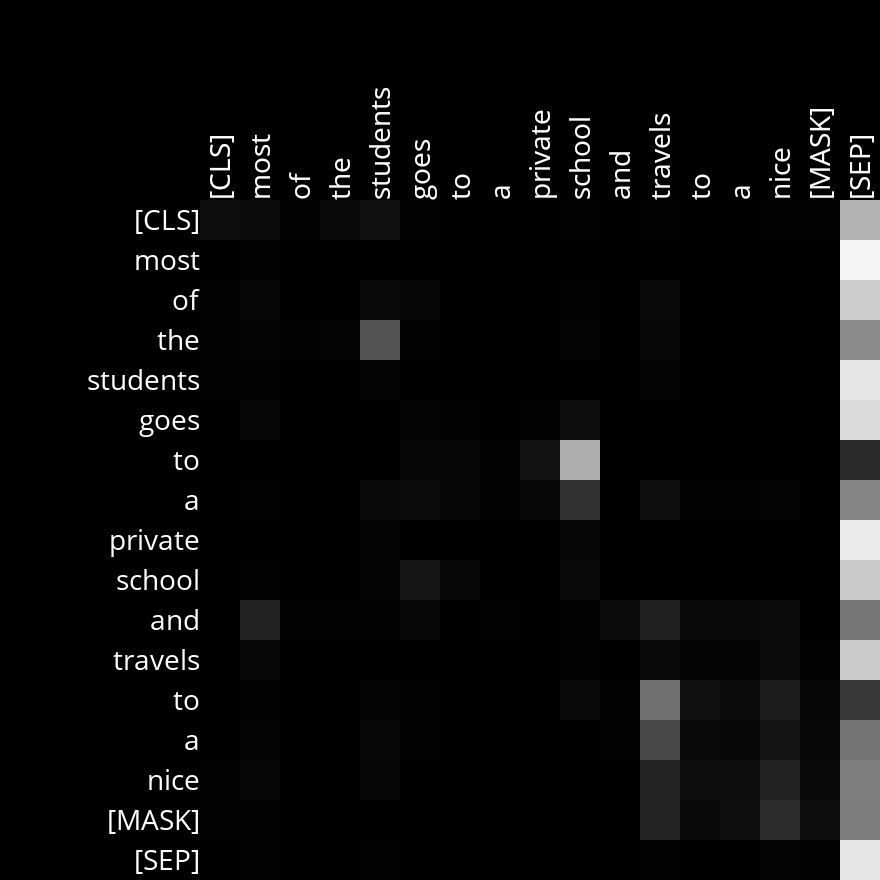 [CLS] most of the students goes to a private school and travels to a nice [MASK] [SEP]
[CLS]
most
of
the
students
goes
to
a
private
school
and
travels
to
a
nice
[MASK]
[SEP]